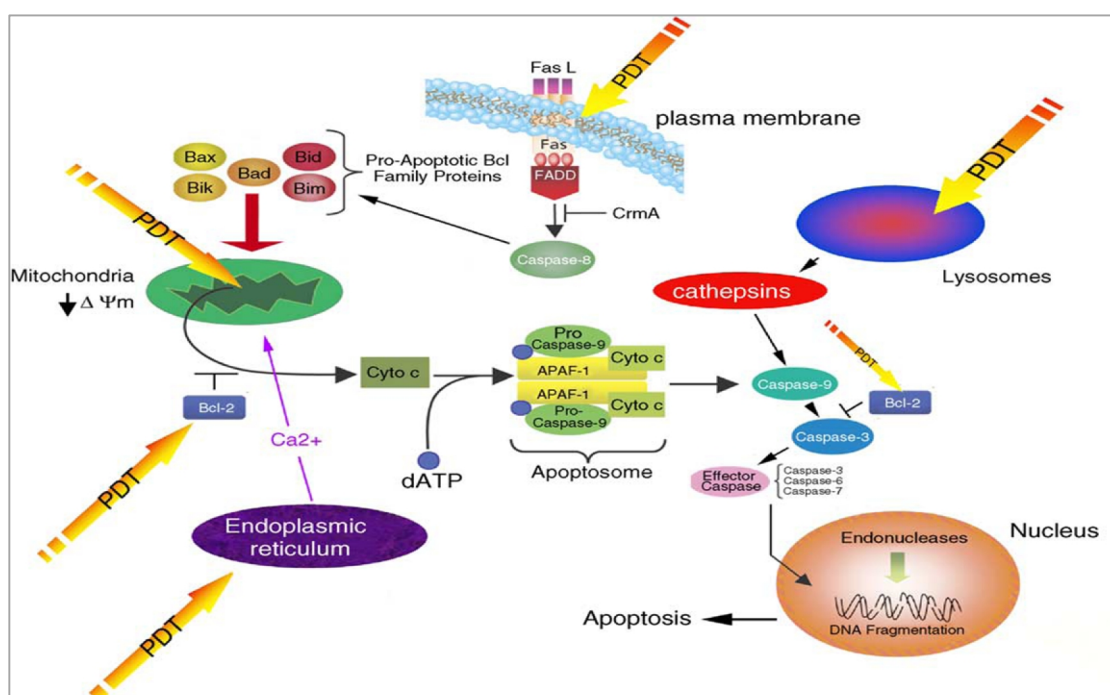 PDT
Fas L
PDT
plasma membrane
Fas
FADD
CrmA
Caspase-8
Bax
Bid
Bad
Bik
Bim
Pro-Apoptotic Bcl
Family Proteins
PDT
Lysosomes
Mitochondria
↓ Δ Ψm
PDT
cathepsins
Pro
Caspase-9
Cyto c
APAF-1
APAF-1
Cyto c
Pro-
Caspase-9
Apoptosome
Cyto c
dATP
Bcl-2
Ca2+
PDT
Endoplasmic
reticulum
PDT
Caspase-9
Bcl-2
Caspase-3
Effector
Caspase
Caspase-3
Caspase-6
Caspase-7
Nucleus
Endonucleases
DNA Fragmentation
Apoptosis